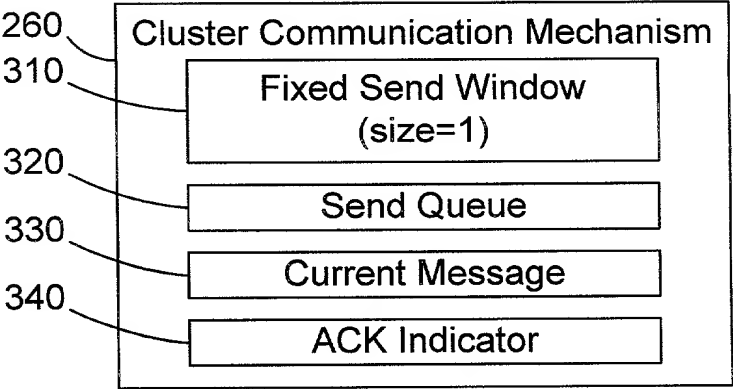 260
Cluster Communication Mechanism
310
Fixed Send Window
(size=1)
320
Send Queue
330
Current Message
340
ACK Indicator